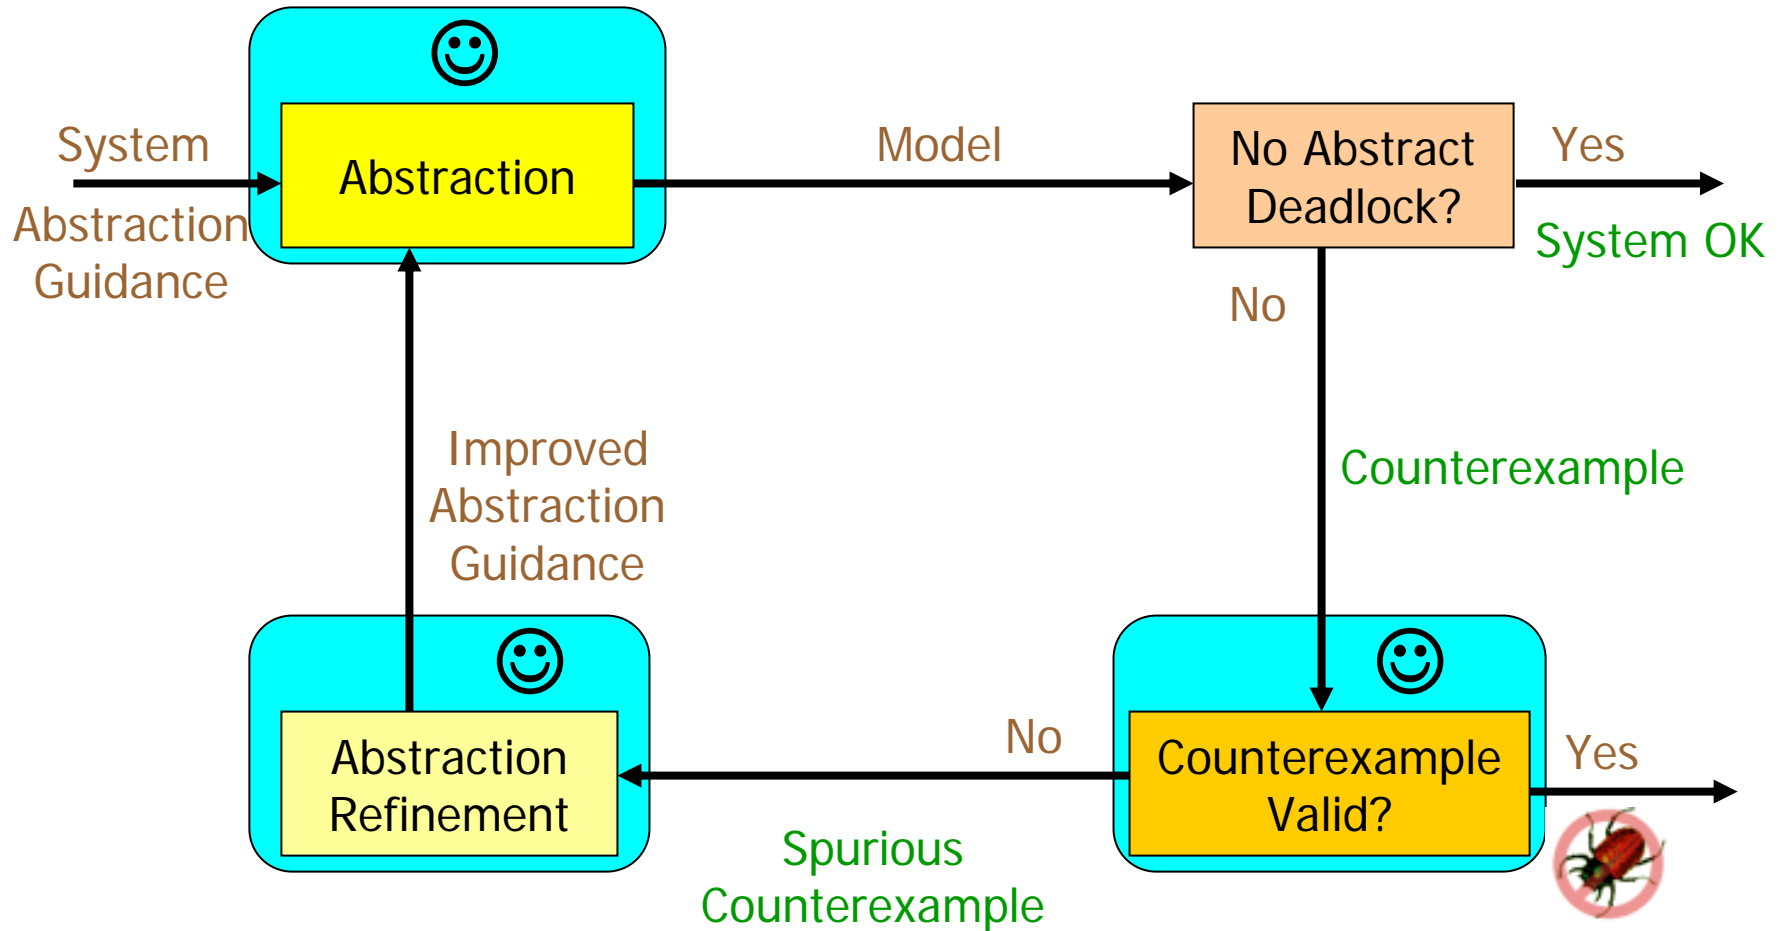 System
Abstraction
Guidance
Abstraction
Model
No Abstract
Deadlock?
Yes
System OK
No
Counterexample
Improved
Abstraction
Guidance
Abstraction
Refinement
No
Spurious
Counterexample
Counterexample
Valid?
Yes